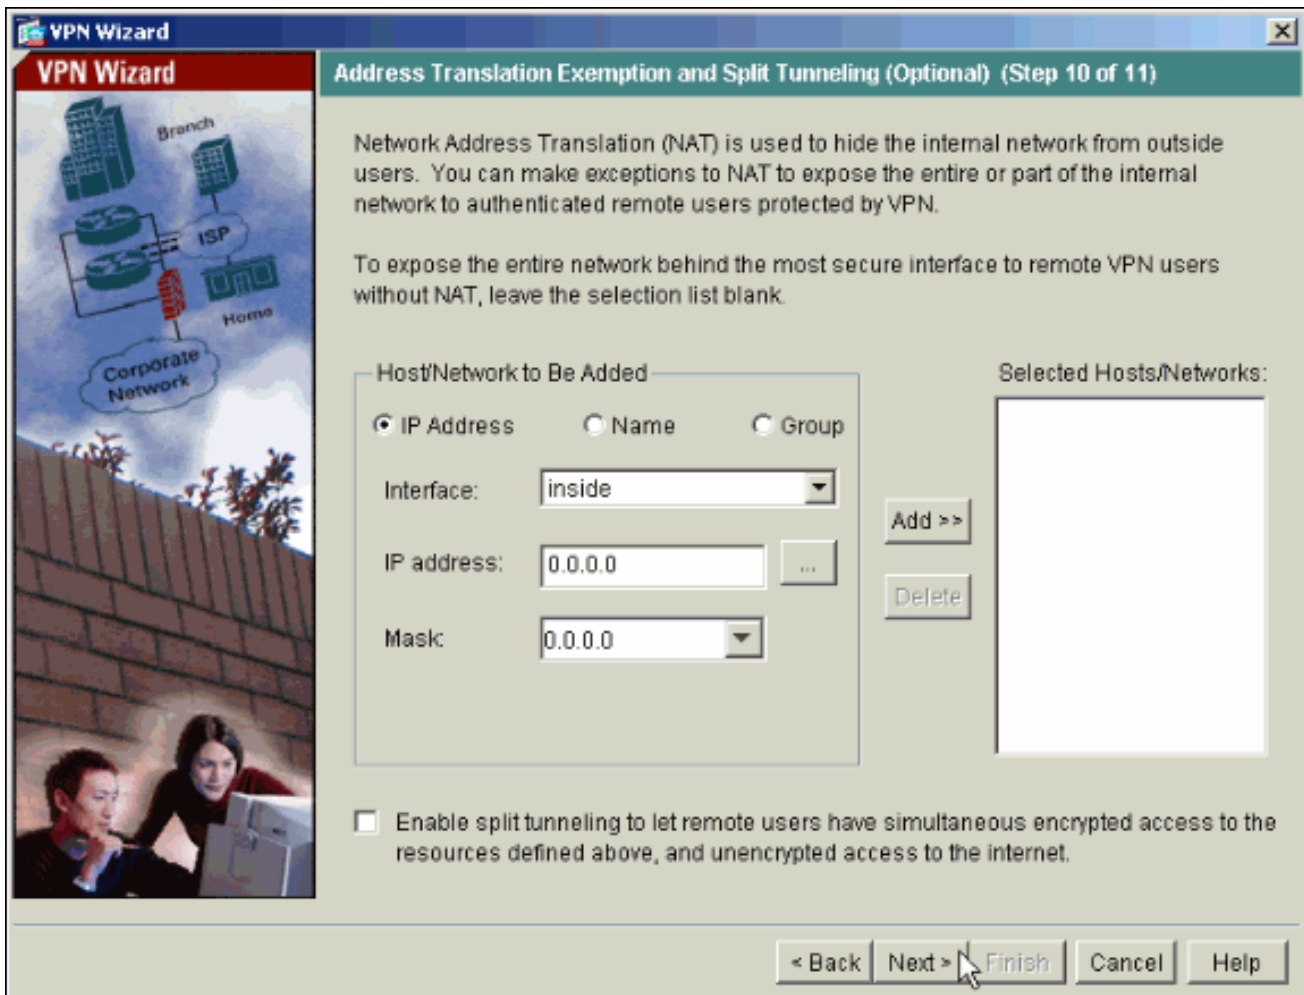 VPN Wizard
VPN Wizard
Address Translation Exemption and Split Tunneling (Optional) (Step 10 of 11)
Branch
ISP
Home
Corporate
Network
Network Address Translation (NAT) is used to hide the internal network from outside
users. You can make exceptions to NAT to expose the entire or part of the internal
network to authenticated remote users protected by VPN.
To expose the entire network behind the most secure interface to remote VPN users
without NAT, leave the selection list blank.
Host/Network to Be Added
Selected Hosts/Networks:
IP Address Name Group
Interface: inside
Add >>
IP address: 0.0.0.0 ...
Delete
Mask: 0.0.0.0
Enable split tunneling to let remote users have simultaneous encrypted access to the
resources defined above, and unencrypted access to the internet.
< Back Next > Finish Cancel Help